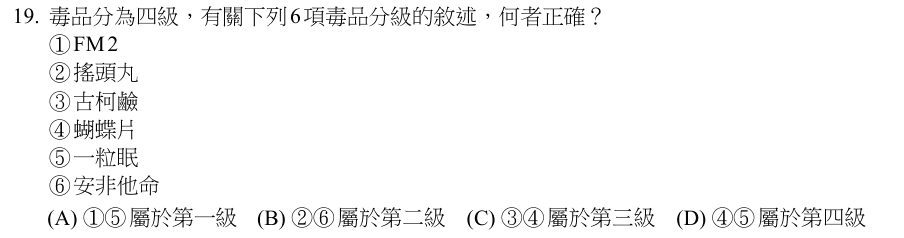 19. 毒品分為四級，有關下列6項毒品分級的敘述，何者正確？
①FM2
②搖頭丸
③古柯鹼
④蝴蝶片
⑤一粒眠
⑥安非他命
(A) ①⑤屬於第一級 (B) ②⑥屬於第二級 (C) ③④屬於第三級 (D) ④⑤屬於第四級